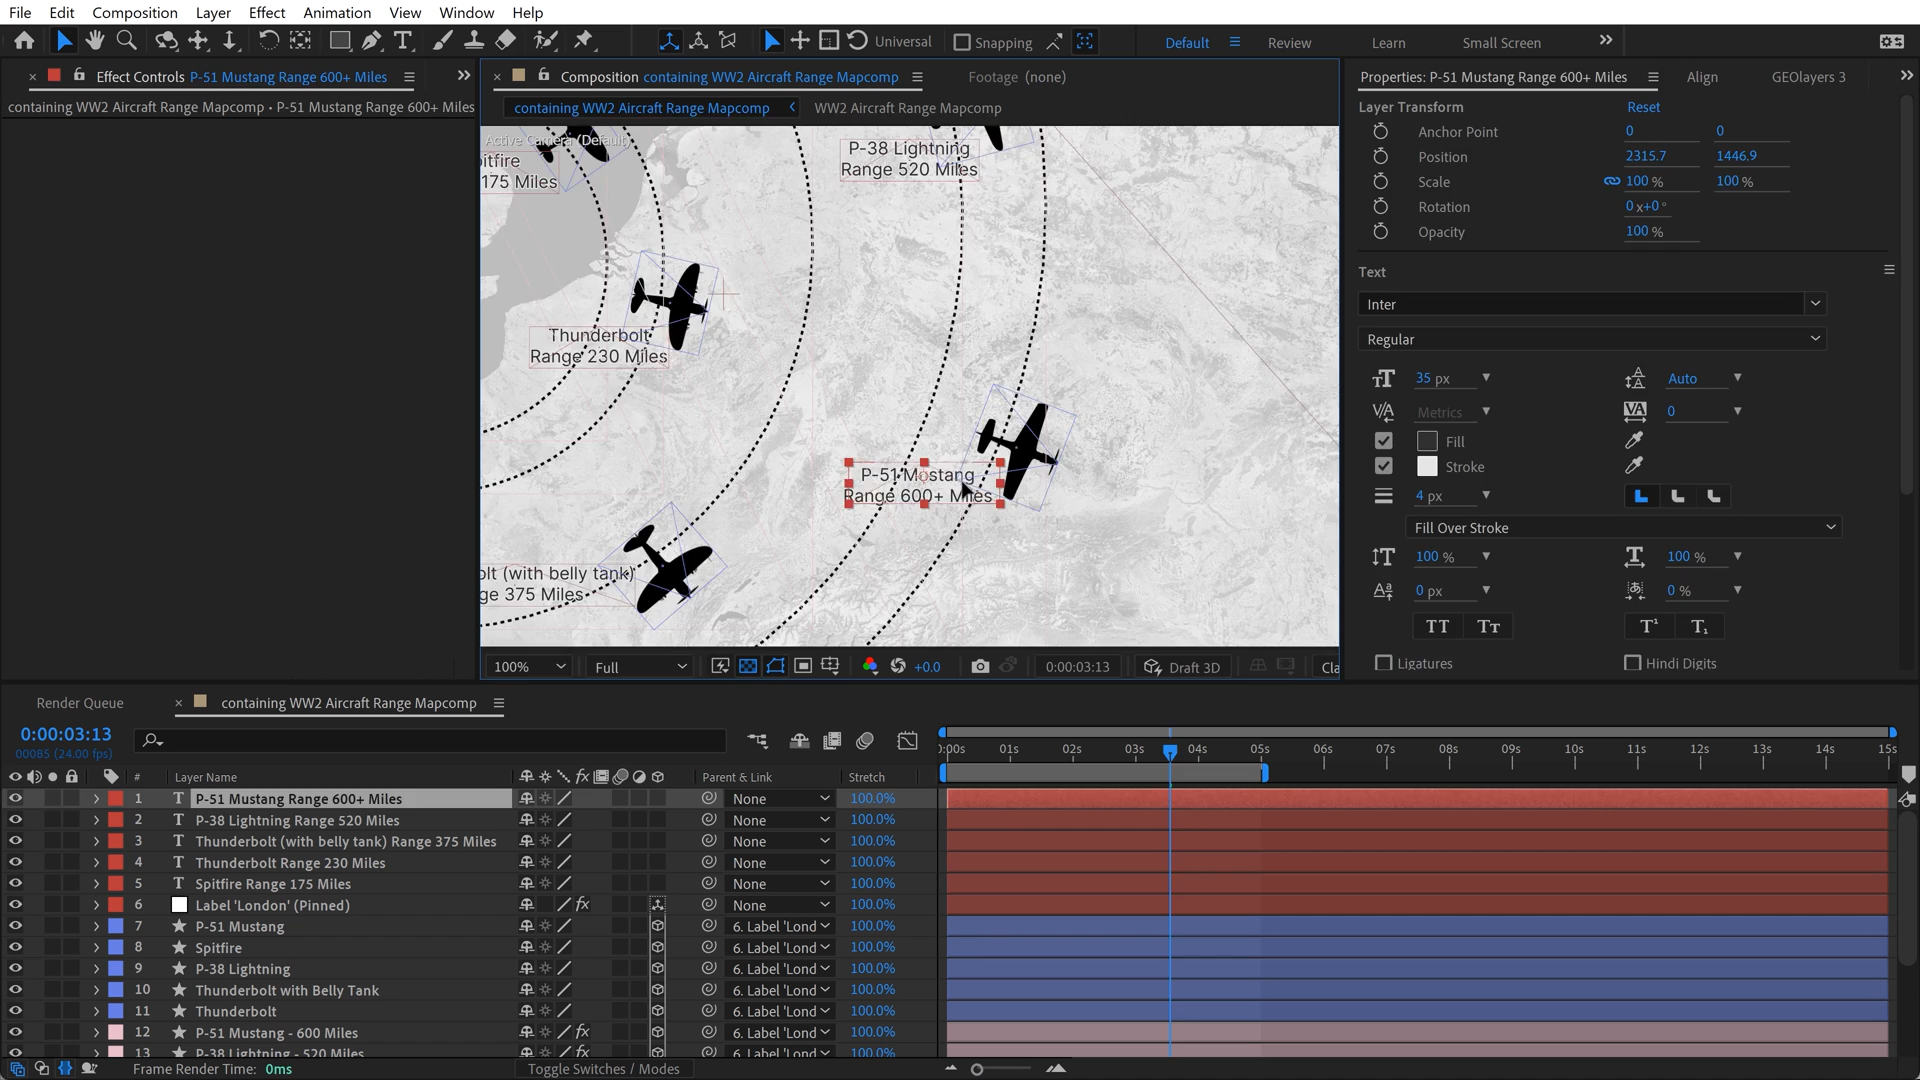 File Edit Composition Layer Effect Animation View Window Help
Universal Snapping Default Review Learn Small Screen
Effect Controls P-51 Mustang Range 600+ Miles
containing WW2 Aircraft Range Mapcomp • P-51 Mustang Range 600+ Miles
Composition containing WW2 Aircraft Range Mapcomp Footage (none)
containing WW2 Aircraft Range Mapcomp WW2 Aircraft Range Mapcomp
Active Camera (Default)
itfire
175 Miles
P-38 Lightning
Range 520 Miles
Thunderbolt
Range 230 Miles
P-51 Mostang
Range 600+ Miles
olt (with belly tank)
ge 375 Miles
100% Full +0.0 0:00:03:13 Draft 3D Cla
Properties: P-51 Mustang Range 600+ Miles Align GEOlayers 3
Layer Transform Reset
Anchor Point 0 0
Position 2315.7 1446.9
Scale 100 % 100 %
Rotation 0 x+0 °
Opacity 100 %
Text
Inter
Regular
35 px Auto
Metrics 0
Fill
Stroke
4 px
Fill Over Stroke
100 % 100 %
0 px 0 %
TT Tт T¹ T₁
Ligatures Hindi Digits
Render Queue containing WW2 Aircraft Range Mapcomp
0:00:03:13
00085 (24.00 fps)
# Layer Name Parent & Link Stretch
0:00s 01s 02s 03s 04s 05s 06s 07s 08s 09s 10s 11s 12s 13s 14s 15s
1 T P-51 Mustang Range 600+ Miles None 100.0%
2 T P-38 Lightning Range 520 Miles None 100.0%
3 T Thunderbolt (with belly tank) Range 375 Miles None 100.0%
4 T Thunderbolt Range 230 Miles None 100.0%
5 T Spitfire Range 175 Miles None 100.0%
6 Label 'London' (Pinned) fx None 100.0%
7 P-51 Mustang 6. Label 'Lond 100.0%
8 Spitfire 6. Label 'Lond 100.0%
9 P-38 Lightning 6. Label 'Lond 100.0%
10 Thunderbolt with Belly Tank 6. Label 'Lond 100.0%
11 Thunderbolt 6. Label 'Lond 100.0%
12 P-51 Mustang - 600 Miles fx 6. Label 'Lond 100.0%
13 P-38 Lightning - 520 Miles 6. Label 'Lond 100.0%
Frame Render Time: 0ms Toggle Switches / Modes